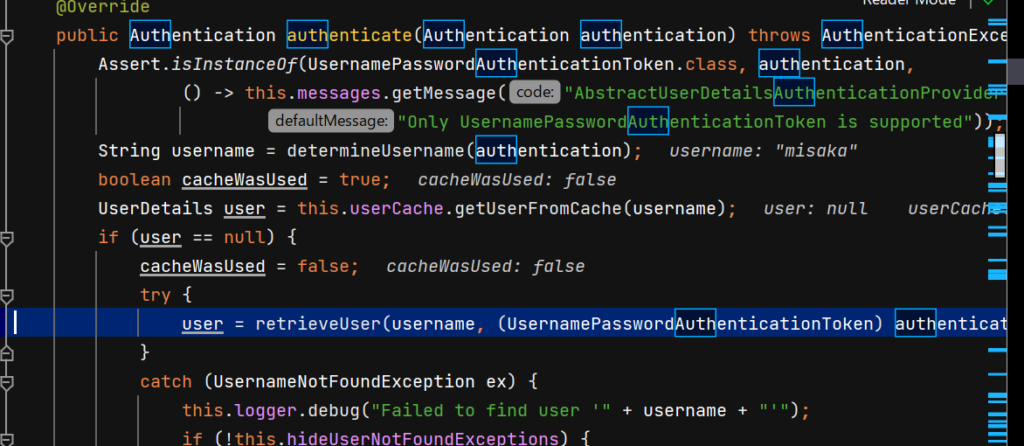 Reader Mode
@Override
public Authentication authenticate(Authentication authentication) throws AuthenticationExce
Assert.isInstanceOf(UsernamePasswordAuthenticationToken.class, authentication,
() -> this.messages.getMessage( code: "AbstractUserDetailsAuthenticationProvider
defaultMessage: "Only UsernamePasswordAuthenticationToken is supported"));
String username = determineUsername(authentication); username: "misaka"
boolean cacheWasUsed = true; cacheWasUsed: false
UserDetails user = this.userCache.getUserFromCache(username); user: null userCache
if (user == null) {
cacheWasUsed = false; cacheWasUsed: false
try {
user = retrieveUser(username, (UsernamePasswordAuthenticationToken) authenticat
}
catch (UsernameNotFoundException ex) {
this.logger.debug("Failed to find user '" + username + "'");
if (!this.hideUserNotFoundExceptions) {